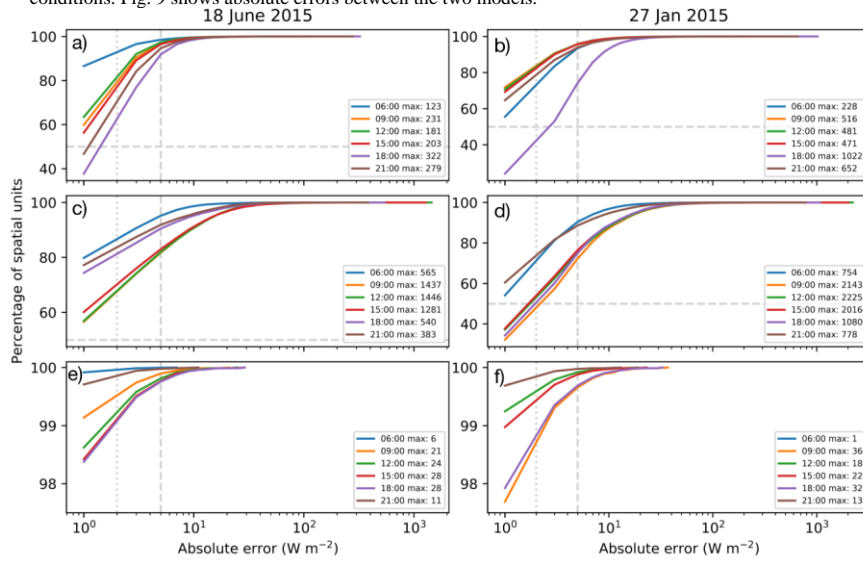 conditions. Fig. 9 shows absolute errors between the two models.
18 June 2015
27 Jan 2015
Percentage of spatial units
a)
100
80
60
40
06:00 max: 123
09:00 max: 231
12:00 max: 181
15:00 max: 203
18:00 max: 322
21:00 max: 279
b)
100
80
60
40
06:00 max: 228
09:00 max: 516
12:00 max: 481
15:00 max: 471
18:00 max: 1022
21:00 max: 652
c)
100
80
60
06:00 max: 565
09:00 max: 1437
12:00 max: 1446
15:00 max: 1281
18:00 max: 540
21:00 max: 383
d)
100
80
60
40
06:00 max: 754
09:00 max: 2143
12:00 max: 2225
15:00 max: 2016
18:00 max: 1080
21:00 max: 778
e)
100
99
98
06:00 max: 6
09:00 max: 21
12:00 max: 24
15:00 max: 28
18:00 max: 28
21:00 max: 11
f)
100
99
98
06:00 max: 1
09:00 max: 36
12:00 max: 18
15:00 max: 22
18:00 max: 32
21:00 max: 13
10⁰ 10¹ 10² 10³
10⁰ 10¹ 10² 10³
Absolute error (W m⁻²)
Absolute error (W m⁻²)